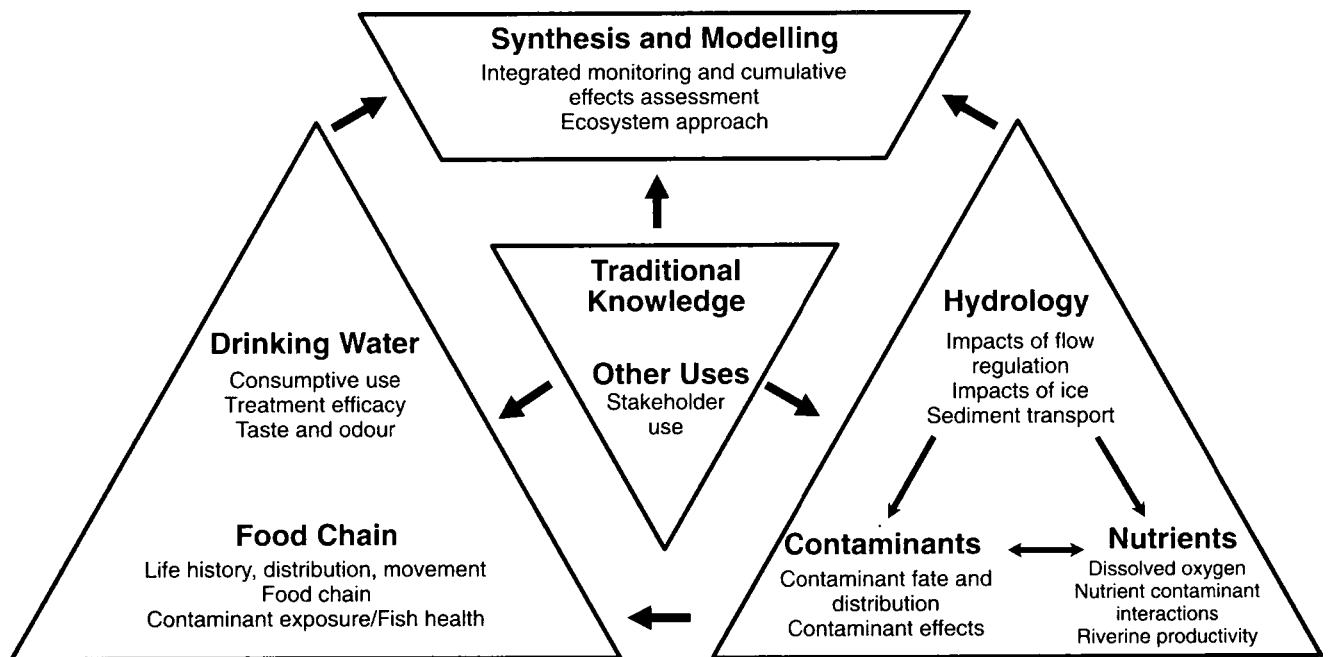 Synthesis and Modelling
Integrated monitoring and cumulative
effects assessment
Ecosystem approach
Traditional
Knowledge
Other Uses
Stakeholder
use
Drinking Water
Consumptive use
Treatment efficacy
Taste and odour
Food Chain
Life history, distribution, movement
Food chain
Contaminant exposure/Fish health
Hydrology
Impacts of flow
regulation
Impacts of ice
Sediment transport
Contaminants
Contaminant fate and
distribution
Contaminant effects
Nutrients
Dissolved oxygen
Nutrient contaminant
interactions
Riverine productivity